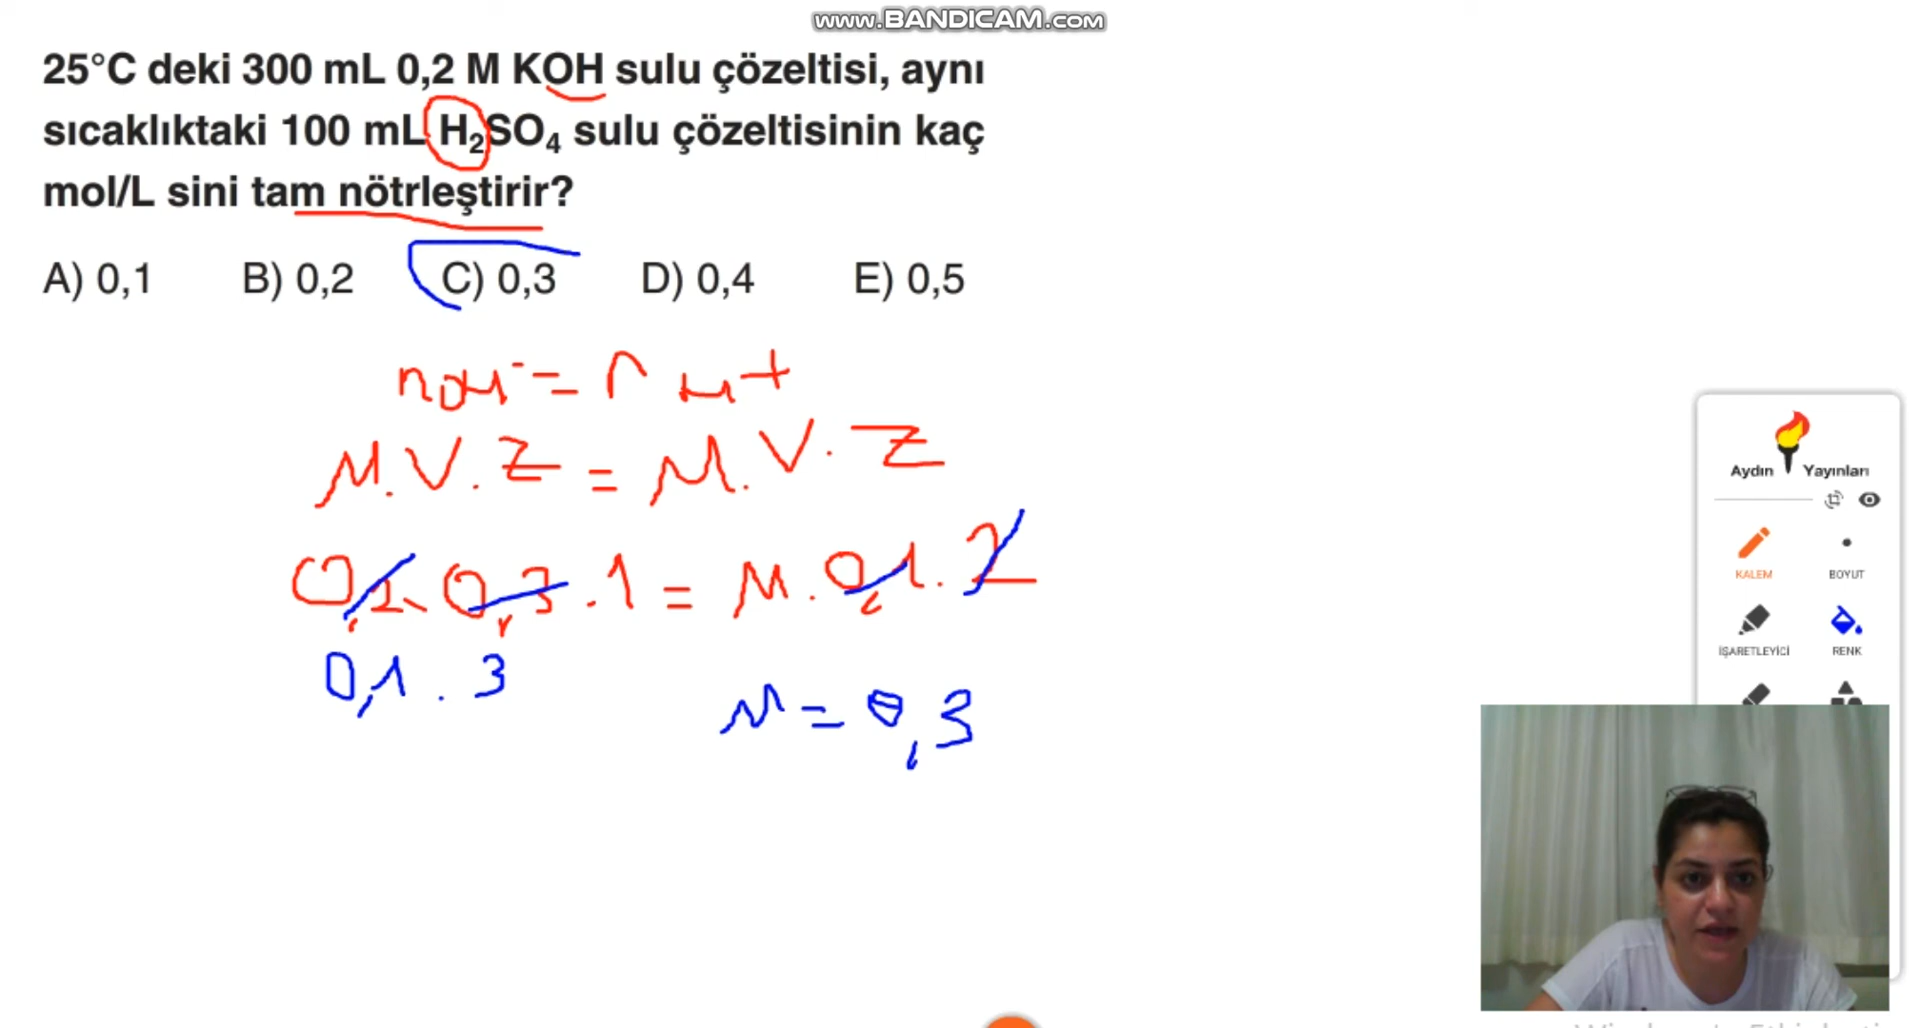 www.BANDICAM.com
25°C deki 300 mL 0,2 M KOH sulu çözeltisi, aynı
sıcaklıktaki 100 mL H₂SO₄ sulu çözeltisinin kaç
mol/L sini tam nötrleştirir?
A) 0,1 B) 0,2 C) 0,3 D) 0,4 E) 0,5
nOH⁻ = nH⁺
M.V.Z = M.V.Z
0,2.0,3.1 = M.0,1.2
0,1.3
M = 0,3
Aydın Yayınları
KALEM BOYUT
İŞARETLEYİCİ RENK